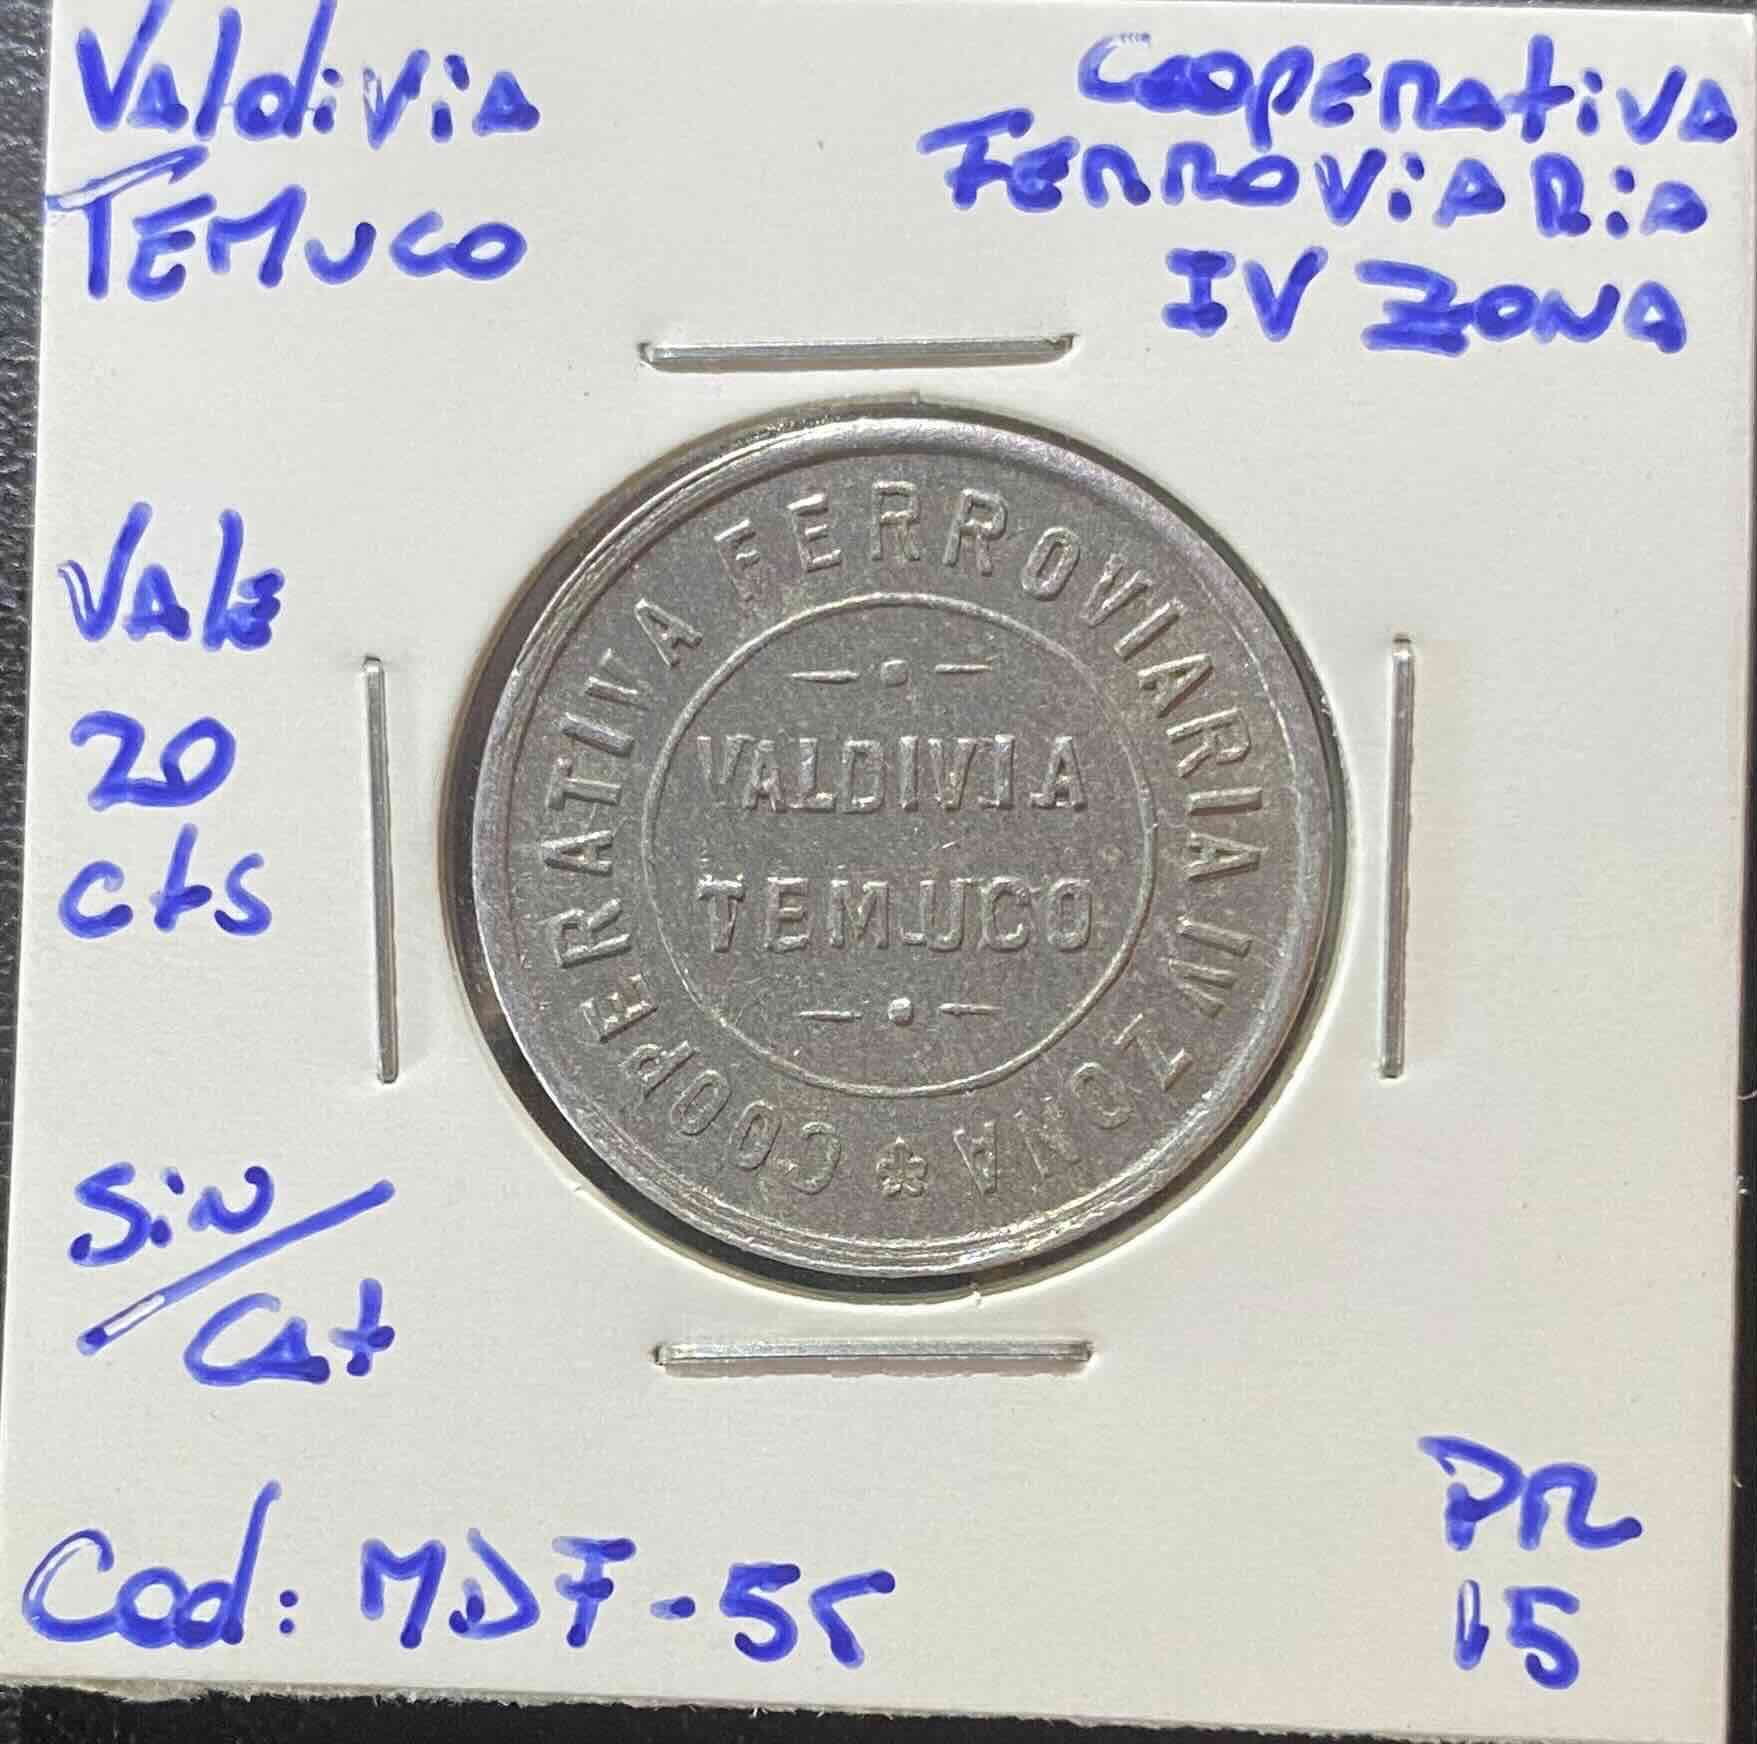 Valdivia
TEMUCO
COOPERATIVA
FERROVIARIA
IV ZONA
Vale
20
cts
Sin/
Cat
Cod: MDF-55
PR
15
COOPERATIVA FERROVIARIA IV ZONA
VALDIVIA
TEMUCO